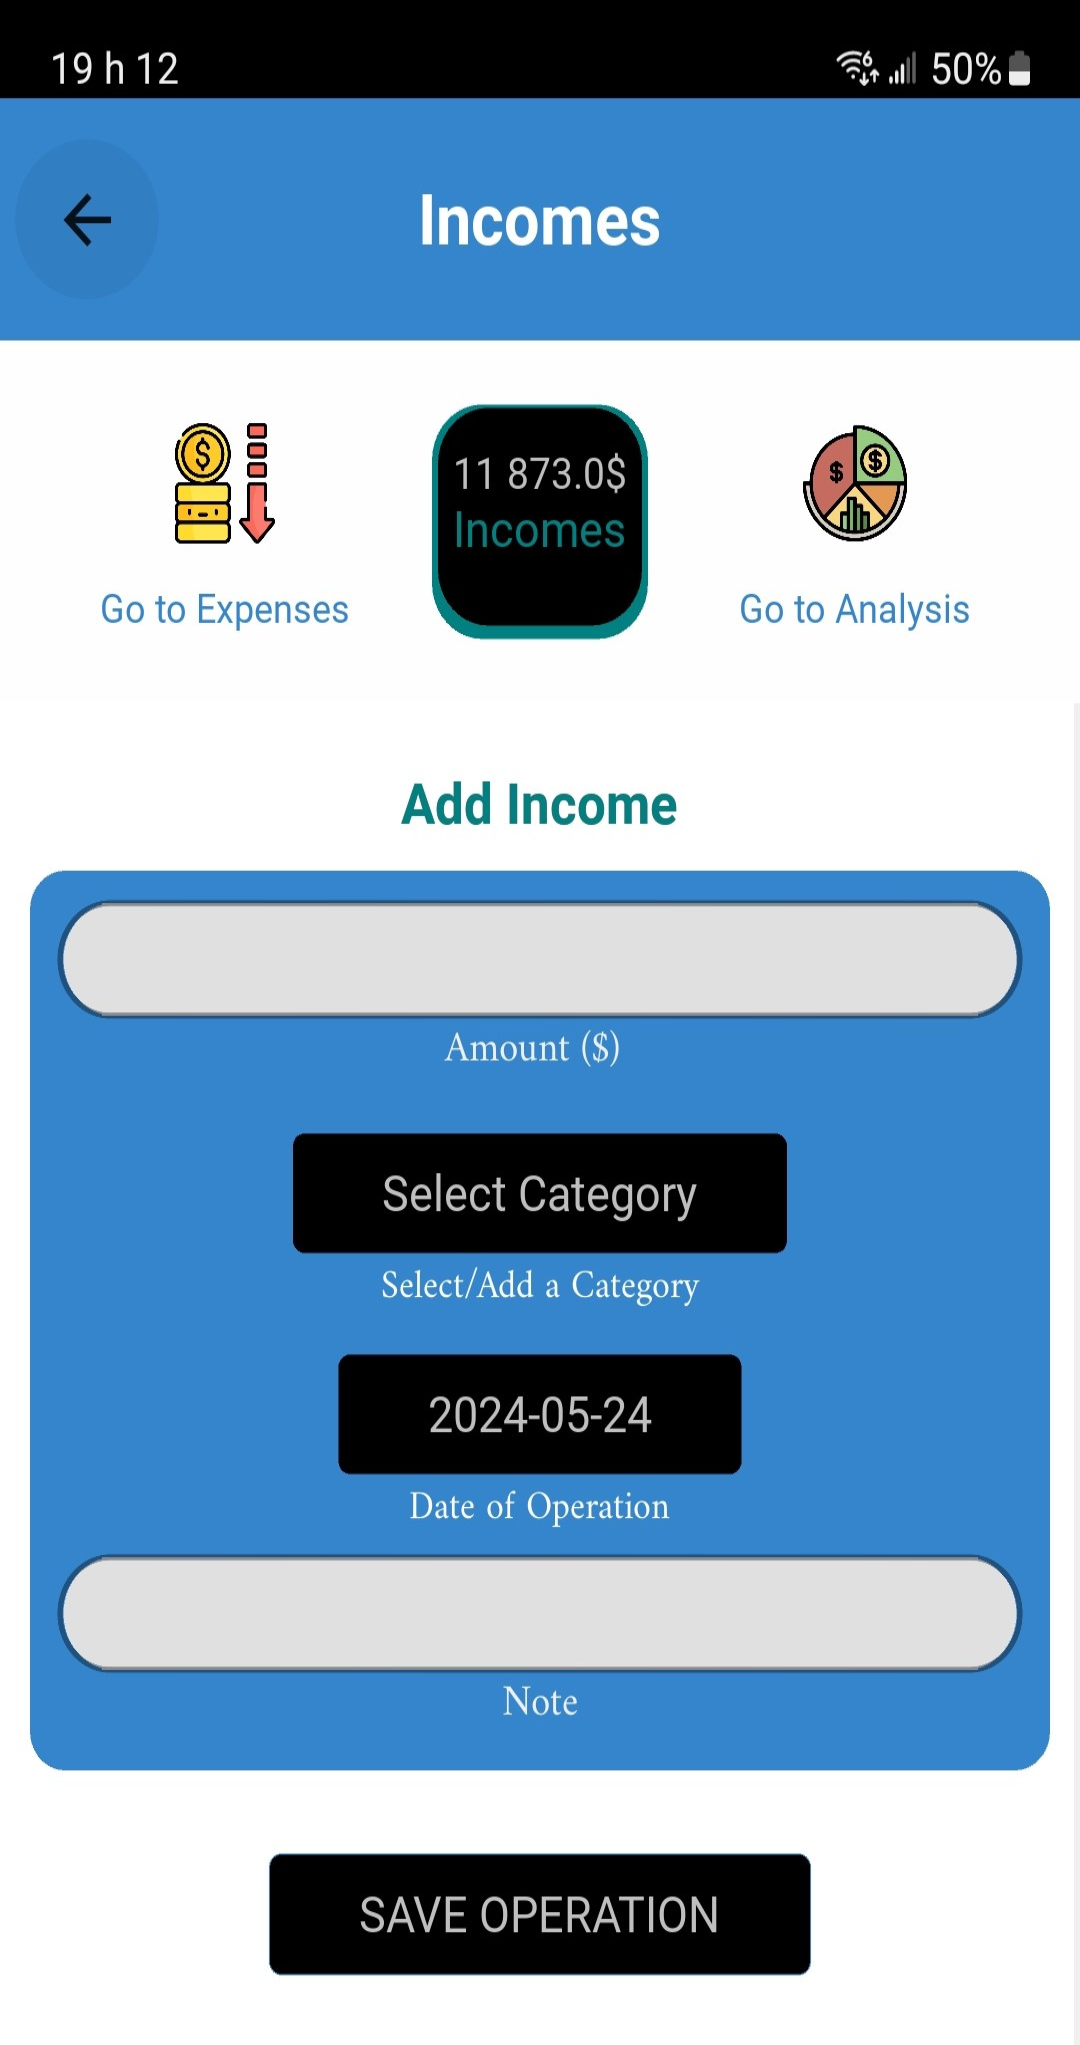 19 h 12
50%
Incomes
11 873.0$
Incomes
Go to Expenses
Go to Analysis
Add Income
Amount ($)
Select Category
Select/Add a Category
2024-05-24
Date of Operation
Note
SAVE OPERATION